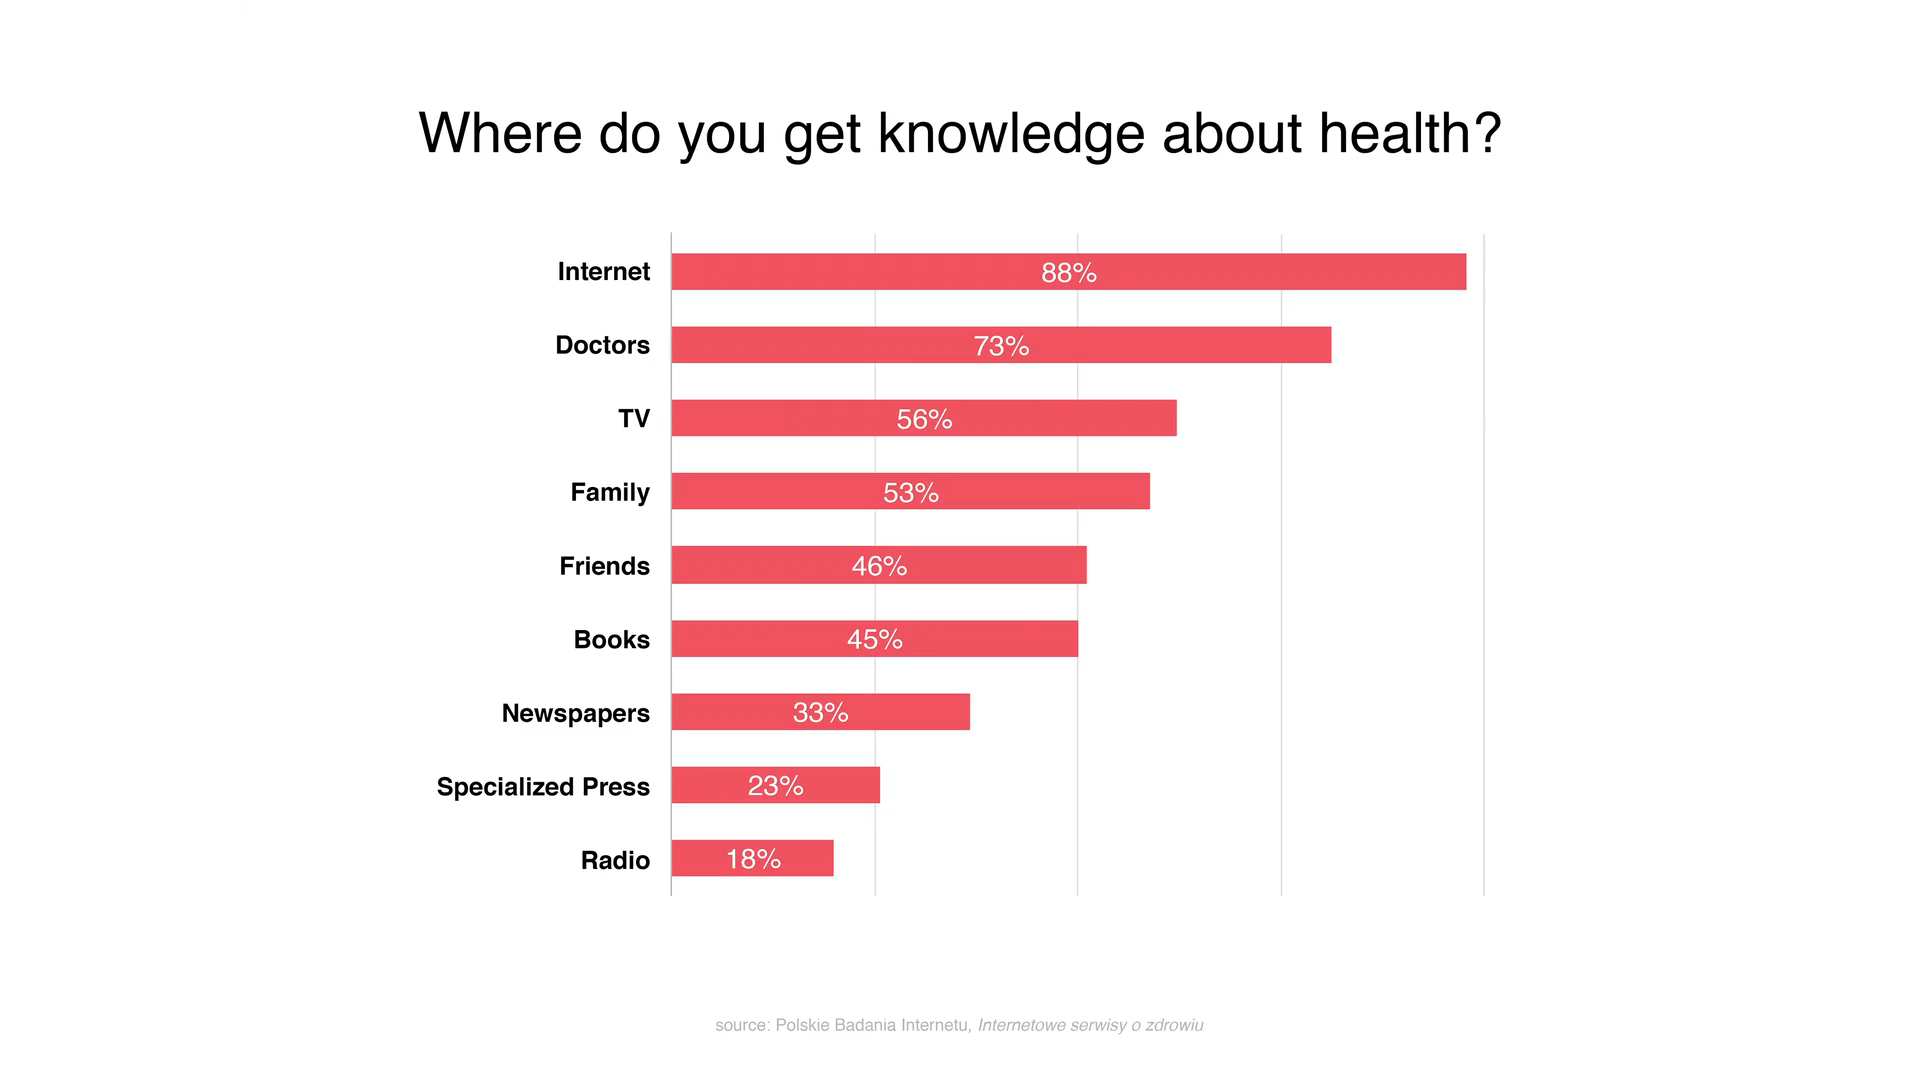 Where do you get knowledge about health?
Internet 88%
Doctors 73%
TV 56%
Family 53%
Friends 46%
Books 45%
Newspapers 33%
Specialized Press 23%
Radio 18%
source: Polskie Badania Internetu, Internetowe serwisy o zdrowiu